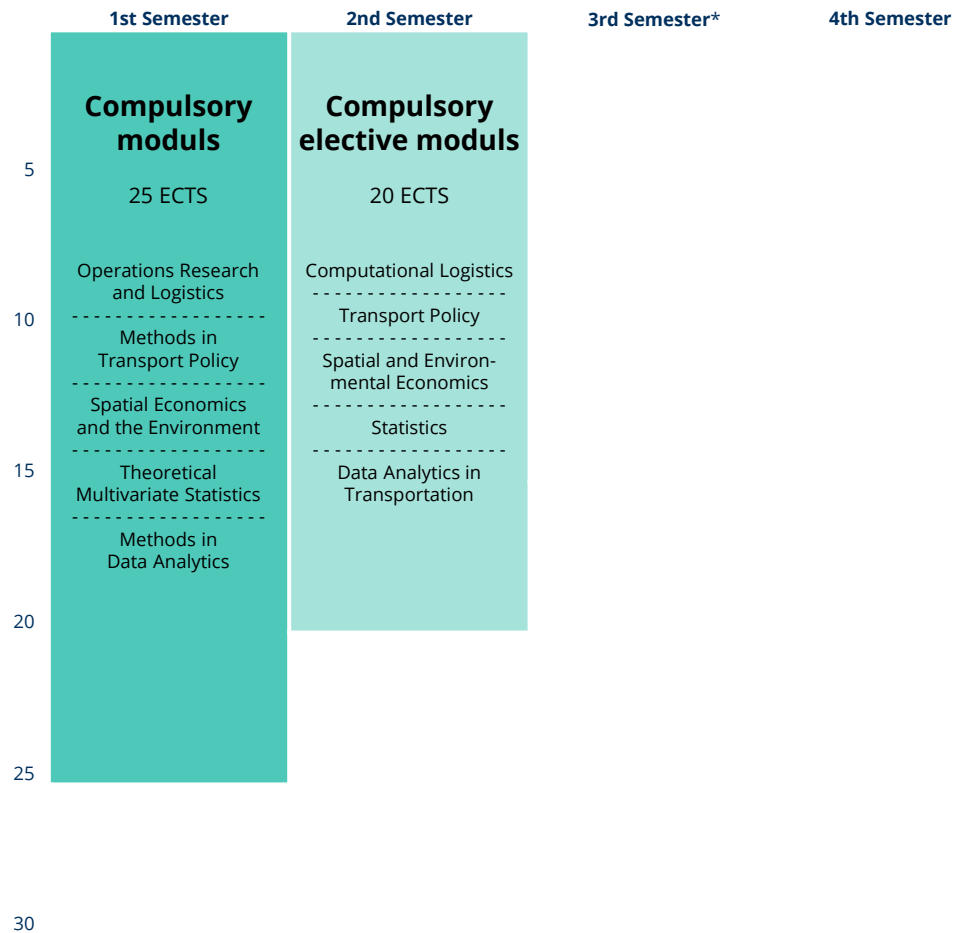 1st Semester
2nd Semester
3rd Semester*
4th Semester
5
10
15
20
25
30
Compulsory
moduls
25 ECTS
Operations Research
and Logistics
Methods in
Transport Policy
Spatial Economics
and the Environment
Theoretical
Multivariate Statistics
Methods in
Data Analytics
Compulsory
elective moduls
20 ECTS
Computational Logistics
Transport Policy
Spatial and Environ-
mental Economics
Statistics
Data Analytics in
Transportation